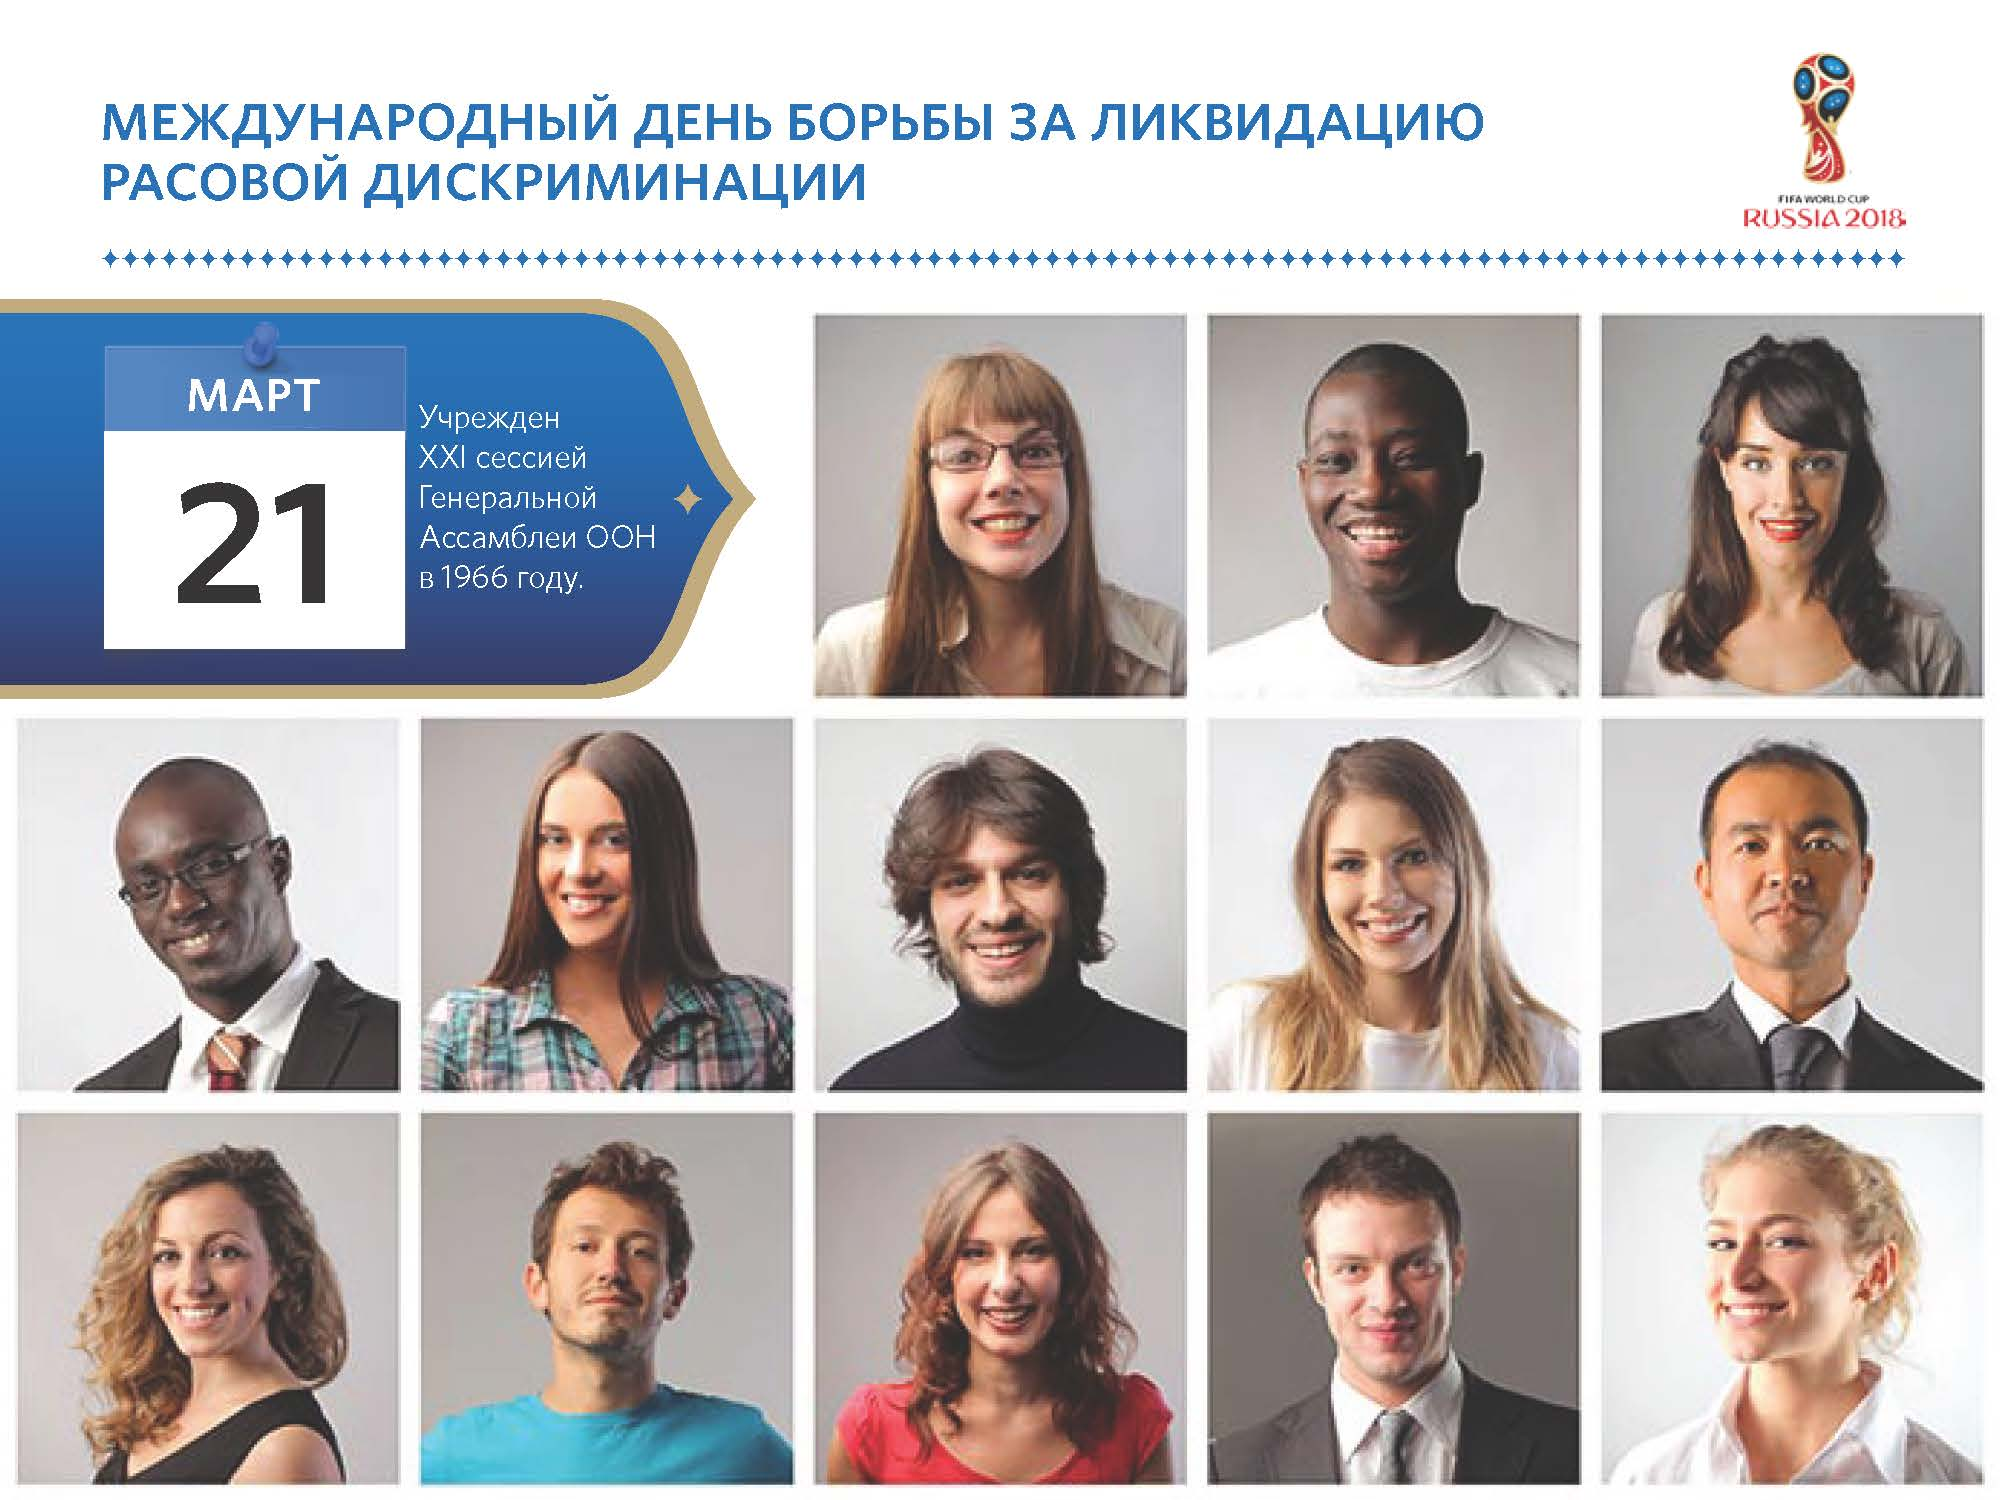 МЕЖДУНАРОДНЫЙ ДЕНЬ БОРЬБЫ ЗА ЛИКВИДАЦИЮ
РАСОВОЙ ДИСКРИМИНАЦИИ
FIFA WORLD CUP
RUSSIA 2018
МАРТ
21
Учрежден
XXI сессией
Генеральной
Ассамблеи ООН
в 1966 году.